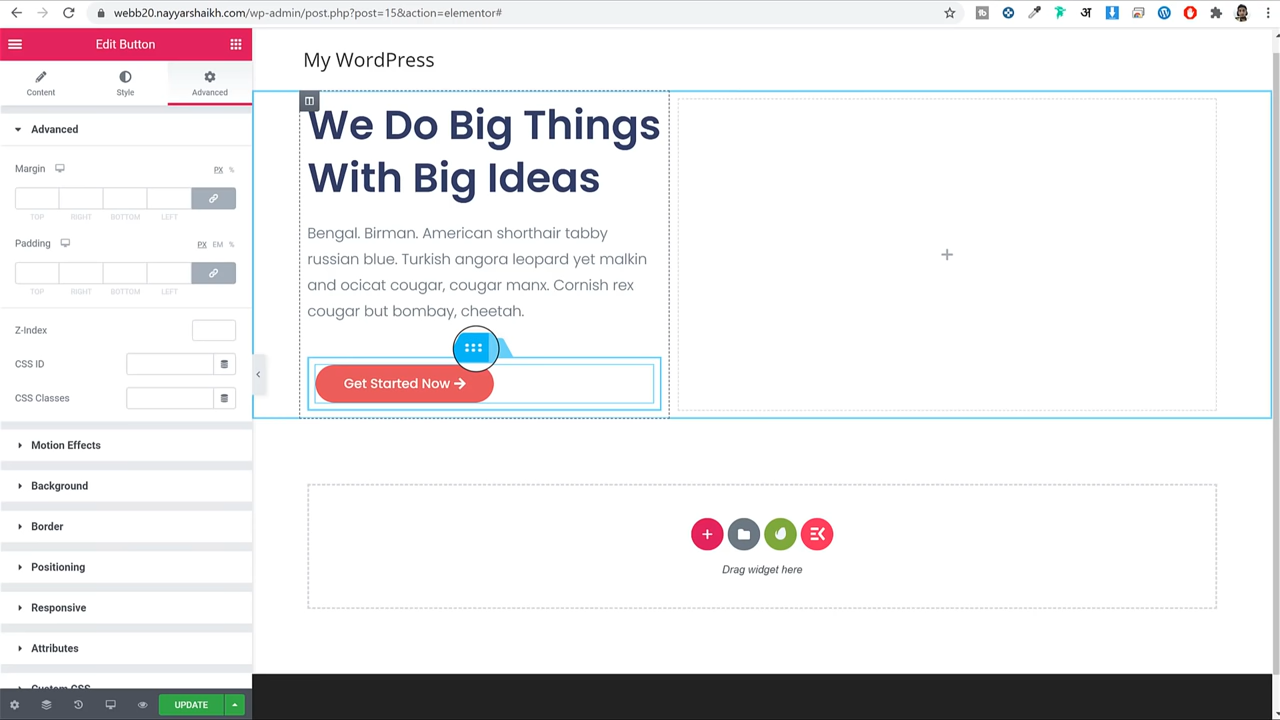 webb20.nayyarshaikh.com/wp-admin/post.php?post=15&action=elementor#
Edit Button
Content
Style
Advanced
Advanced
Margin
PX %
TOP RIGHT BOTTOM LEFT
Padding
PX EM %
TOP RIGHT BOTTOM LEFT
Z-Index
CSS ID
CSS Classes
Motion Effects
Background
Border
Positioning
Responsive
Attributes
Custom CSS
UPDATE
My WordPress
We Do Big Things
With Big Ideas
Bengal. Birman. American shorthair tabby
russian blue. Turkish angora leopard yet malkin
and ocicat cougar, cougar manx. Cornish rex
cougar but bombay, cheetah.
Get Started Now
Drag widget here